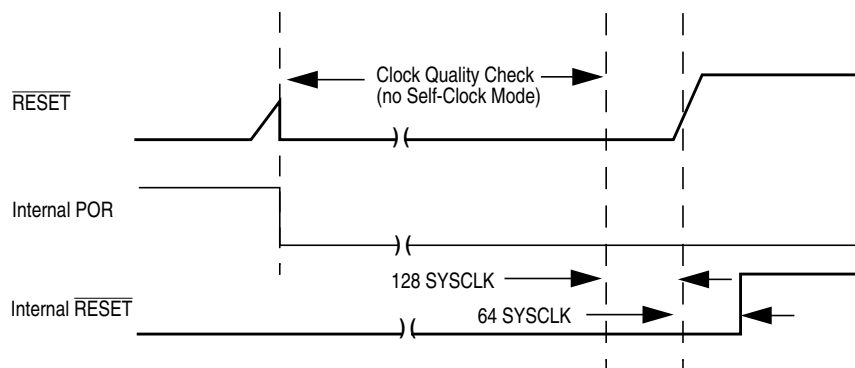 Clock Quality Check
(no Self-Clock Mode)
RESET
)(
Internal POR
)(
128 SYSCLK
Internal RESET
64 SYSCLK
)(